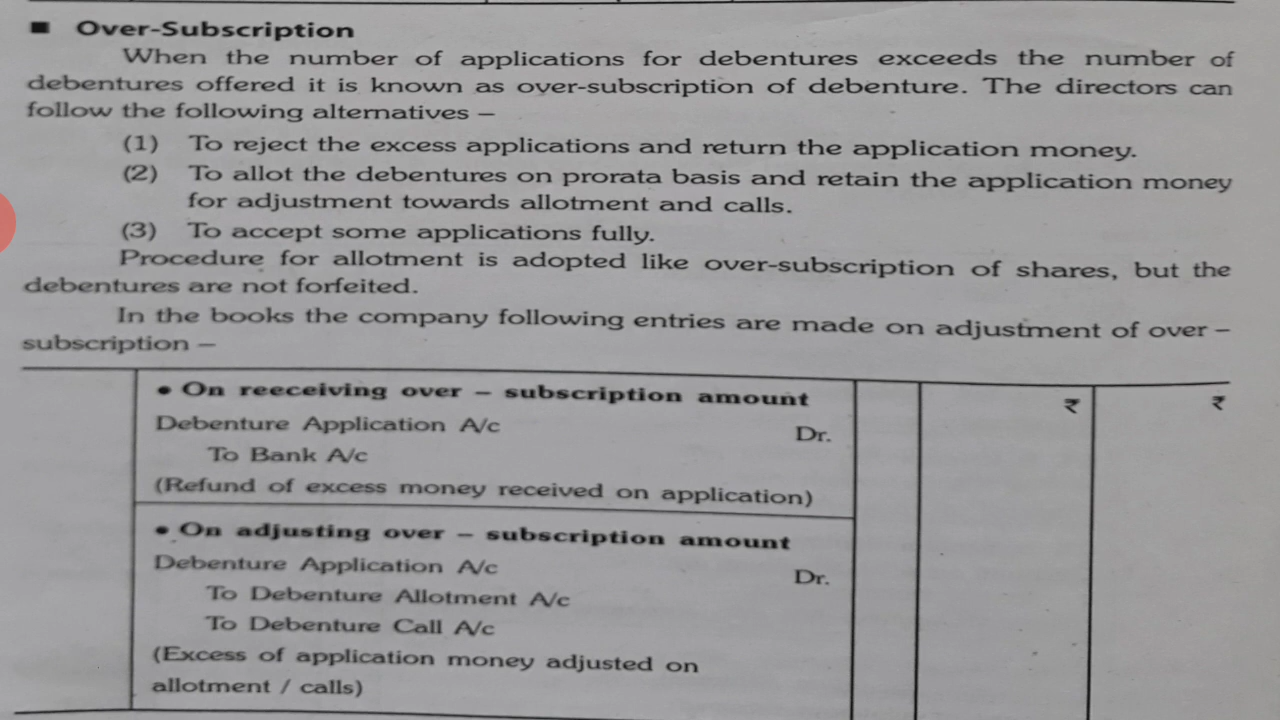 ■ Over-Subscription
When the number of applications for debentures exceeds the number of
debentures offered it is known as over-subscription of debenture. The directors can
follow the following alternatives –
(1) To reject the excess applications and return the application money.
(2) To allot the debentures on prorata basis and retain the application money
for adjustment towards allotment and calls.
(3) To accept some applications fully.
Procedure for allotment is adopted like over-subscription of shares, but the
debentures are not forfeited.
In the books the company following entries are made on adjustment of over –
subscription –
• On reeceiving over – subscription amount ₹ ₹
Debenture Application A/c Dr.
To Bank A/c
(Refund of excess money received on application)
• On adjusting over – subscription amount
Debenture Application A/c Dr.
To Debenture Allotment A/c
To Debenture Call A/c
(Excess of application money adjusted on
allotment / calls)